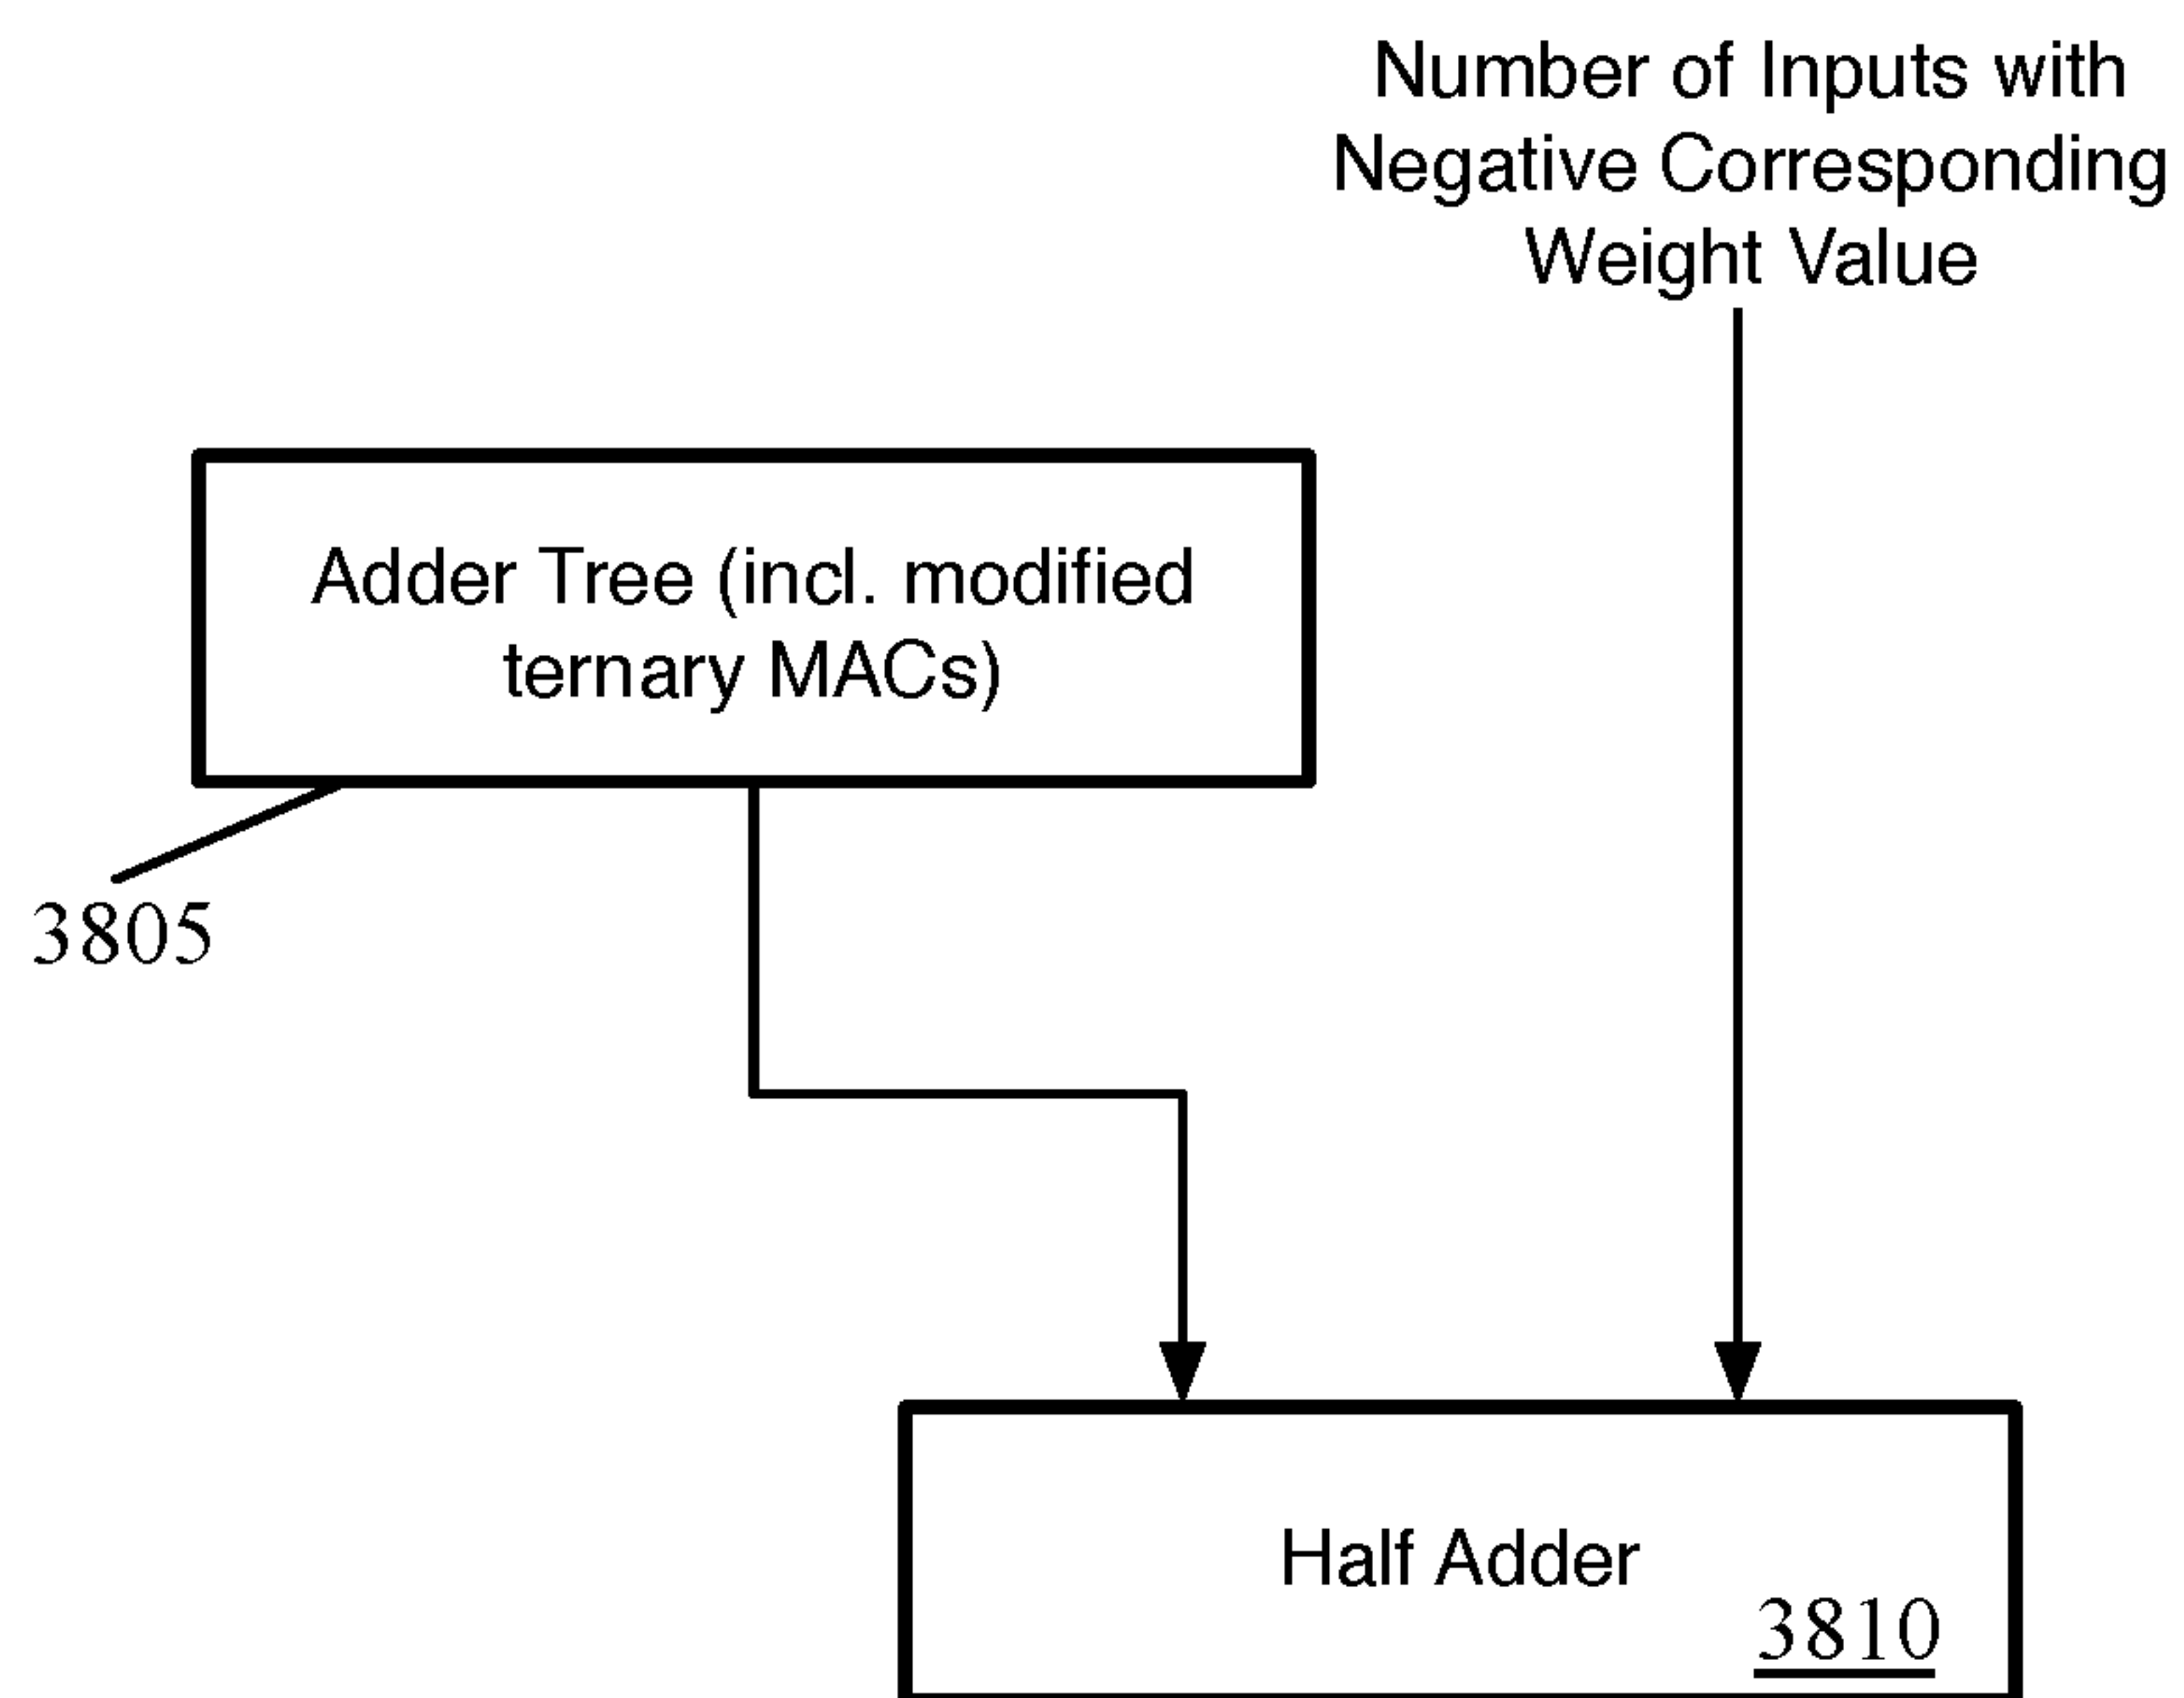 Number of Inputs with
Negative Corresponding
Weight Value
Adder Tree (incl. modified
ternary MACs)
3805
Half Adder
3810